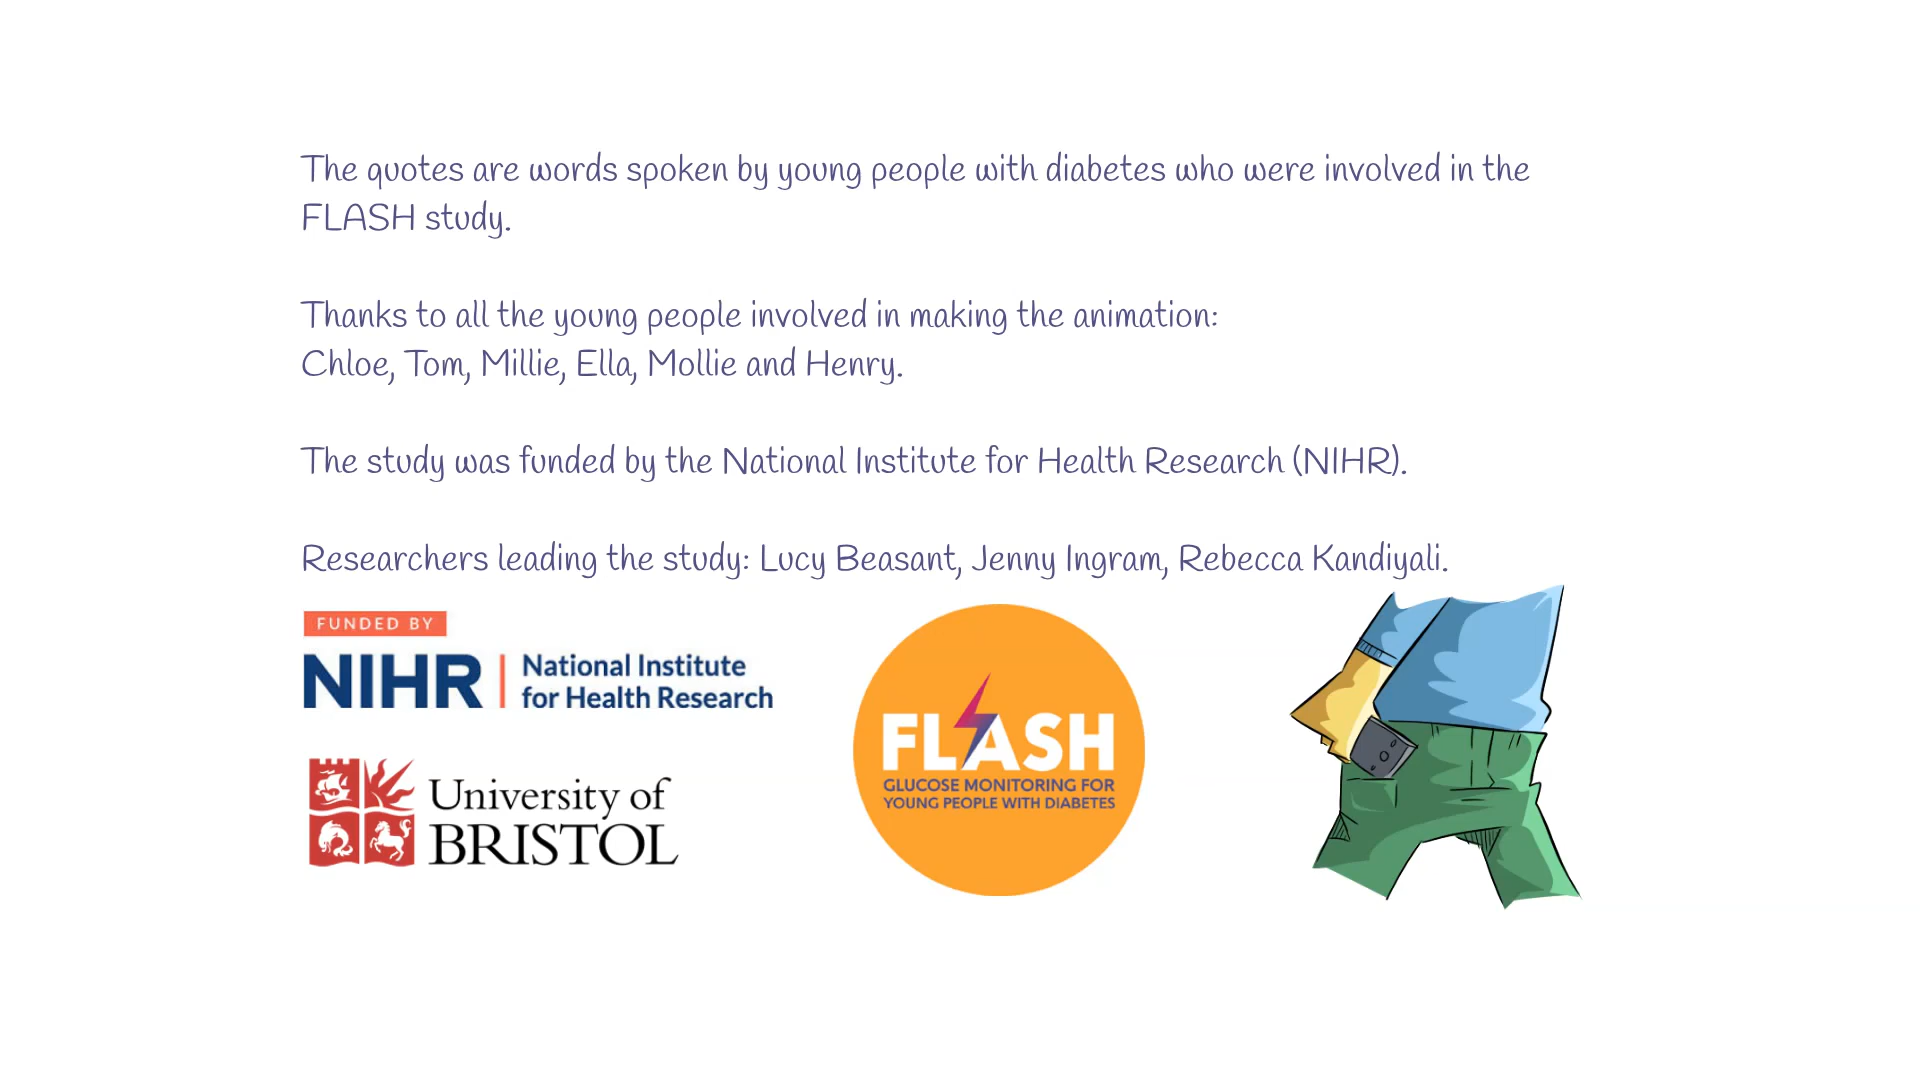 The quotes are words spoken by young people with diabetes who were involved in the
FLASH study.
Thanks to all the young people involved in making the animation:
Chloe, Tom, Millie, Ella, Mollie and Henry.
The study was funded by the National Institute for Health Research (NIHR).
Researchers leading the study: Lucy Beasant, Jenny Ingram, Rebecca Kandiyali.
FUNDED BY
NIHR | National Institute
for Health Research
University of
BRISTOL
FLASH
GLUCOSE MONITORING FOR
YOUNG PEOPLE WITH DIABETES